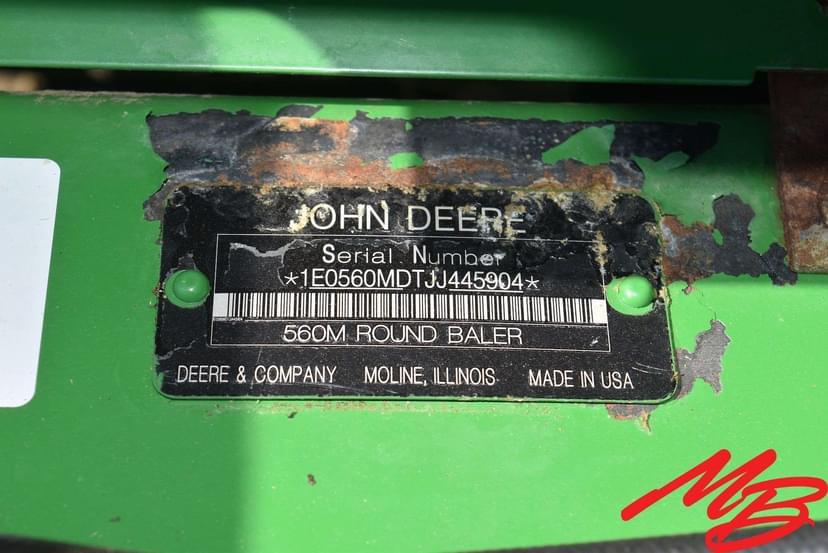 JOHN DEERE
Serial Number
*1E0560MDTJJ445904*
560M ROUND BALER
DEERE & COMPANY MOLINE, ILLINOIS MADE IN USA
MB